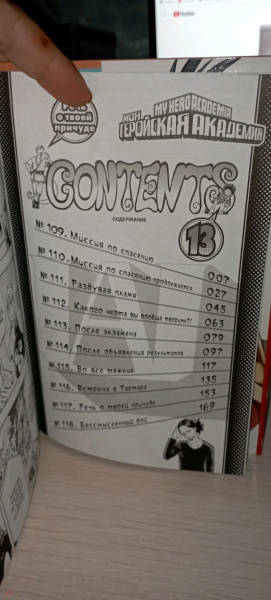 Речь
о твоей
причуде
MY HERO ACADEMIA
МОЯ
ГЕРОЙСКАЯ АКАДЕМИЯ
CONTENTS
СОДЕРЖАНИЕ
13
№ 109. Миссия по спасению 007
№ 110. Миссия по спасению продолжается 027
№ 111. Раздувая пламя 045
№ 112. Какого черта вы вообще творите?! 063
№ 113. После экзамена 079
№ 114. После объявления результатов 097
№ 115. Во все тяжкие 117
№ 116. Встреча в Тартаре 135
№ 117. Речь о твоей причуде 153
№ 118. Бессмысленный бой 169